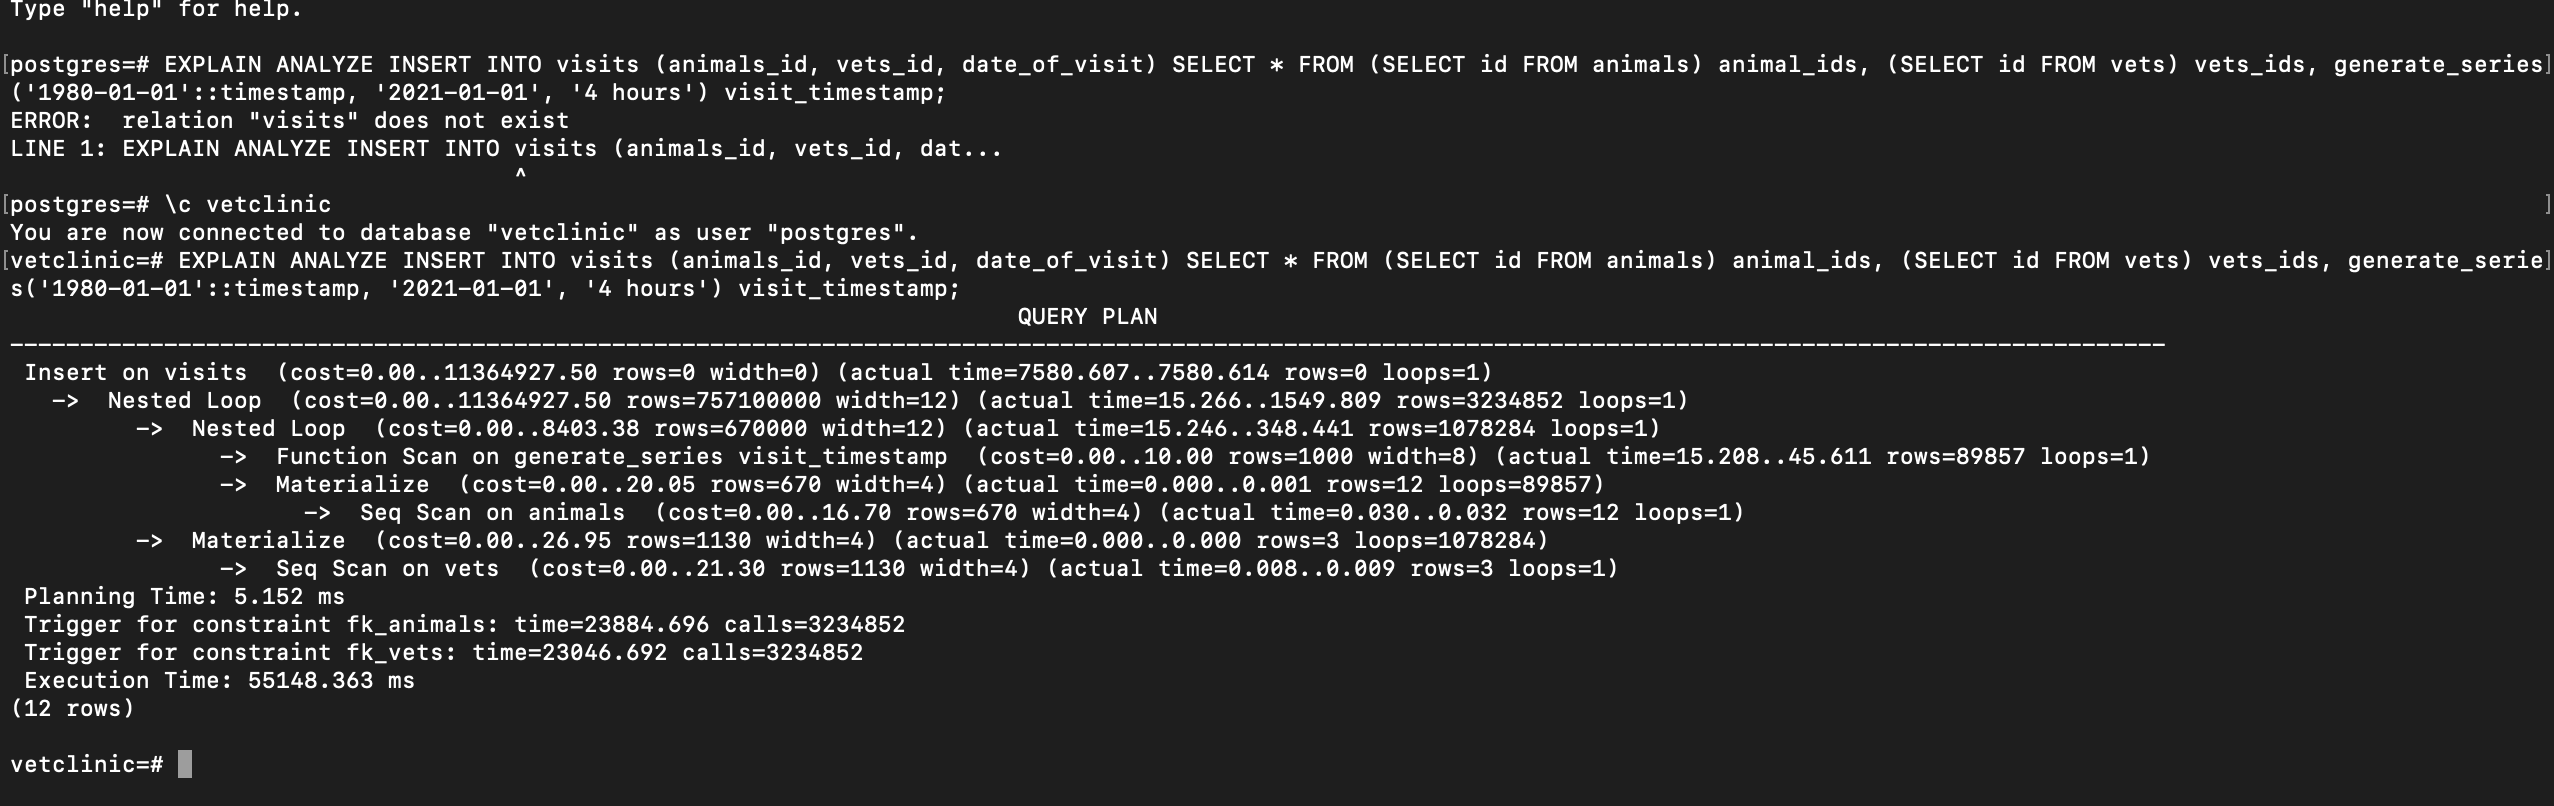 Type "help" for help.
[postgres=# EXPLAIN ANALYZE INSERT INTO visits (animals_id, vets_id, date_of_visit) SELECT * FROM (SELECT id FROM animals) animal_ids, (SELECT id FROM vets) vets_ids, generate_series]
('1980-01-01'::timestamp, '2021-01-01', '4 hours') visit_timestamp;
ERROR:  relation "visits" does not exist
LINE 1: EXPLAIN ANALYZE INSERT INTO visits (animals_id, vets_id, dat...
                                    ^
[postgres=# \c vetclinic ]
You are now connected to database "vetclinic" as user "postgres".
[vetclinic=# EXPLAIN ANALYZE INSERT INTO visits (animals_id, vets_id, date_of_visit) SELECT * FROM (SELECT id FROM animals) animal_ids, (SELECT id FROM vets) vets_ids, generate_serie]
s('1980-01-01'::timestamp, '2021-01-01', '4 hours') visit_timestamp;
QUERY PLAN
----------------------------------------------------------------------------------------------------------------------------------------------------------
 Insert on visits  (cost=0.00..11364927.50 rows=0 width=0) (actual time=7580.607..7580.614 rows=0 loops=1)
   ->  Nested Loop  (cost=0.00..11364927.50 rows=757100000 width=12) (actual time=15.266..1549.809 rows=3234852 loops=1)
         ->  Nested Loop  (cost=0.00..8403.38 rows=670000 width=12) (actual time=15.246..348.441 rows=1078284 loops=1)
               ->  Function Scan on generate_series visit_timestamp  (cost=0.00..10.00 rows=1000 width=8) (actual time=15.208..45.611 rows=89857 loops=1)
               ->  Materialize  (cost=0.00..20.05 rows=670 width=4) (actual time=0.000..0.001 rows=12 loops=89857)
                     ->  Seq Scan on animals  (cost=0.00..16.70 rows=670 width=4) (actual time=0.030..0.032 rows=12 loops=1)
         ->  Materialize  (cost=0.00..26.95 rows=1130 width=4) (actual time=0.000..0.000 rows=3 loops=1078284)
               ->  Seq Scan on vets  (cost=0.00..21.30 rows=1130 width=4) (actual time=0.008..0.009 rows=3 loops=1)
 Planning Time: 5.152 ms
 Trigger for constraint fk_animals: time=23884.696 calls=3234852
 Trigger for constraint fk_vets: time=23046.692 calls=3234852
 Execution Time: 55148.363 ms
(12 rows)
vetclinic=#